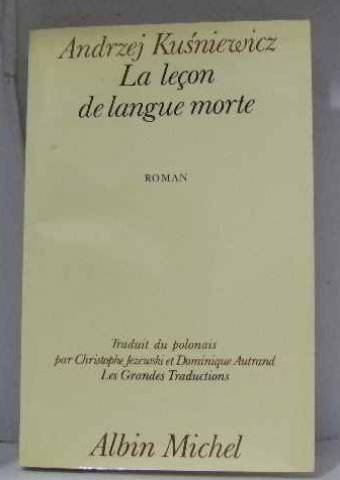 Andrzej Kuśniewicz
La leçon
de langue morte
ROMAN
Traduit du polonais
par Christophe Jezewski et Dominique Autrand
Les Grandes Traductions
Albin Michel